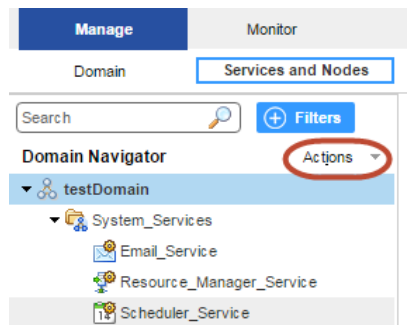 Manage Monitor
Domain Services and Nodes
Search Filters
Domain Navigator Actions
testDomain
System_Services
Email_Service
Resource_Manager_Service
Scheduler_Service